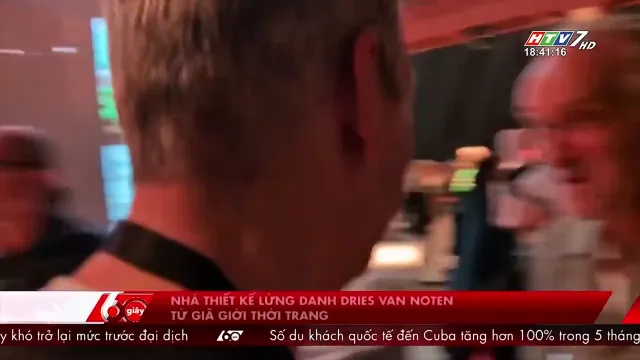 HTV7 HD
18:41:16
60 giây
NHÀ THIẾT KẾ LỪNG DANH DRIES VAN NOTEN
TỪ GIÃ GIỚI THỜI TRANG
y khó trở lại mức trước đại dịch
60
Số du khách quốc tế đến Cuba tăng hơn 100% trong 5 tháng